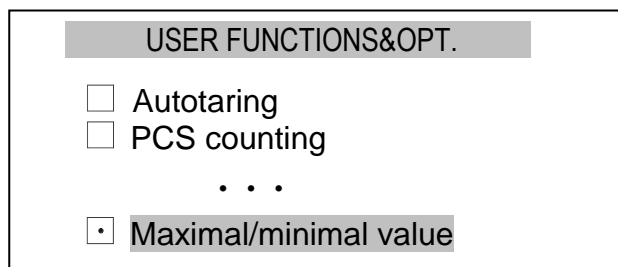 USER FUNCTIONS&OPT.
Autotaring
PCS counting
. . .
Maximal/minimal value